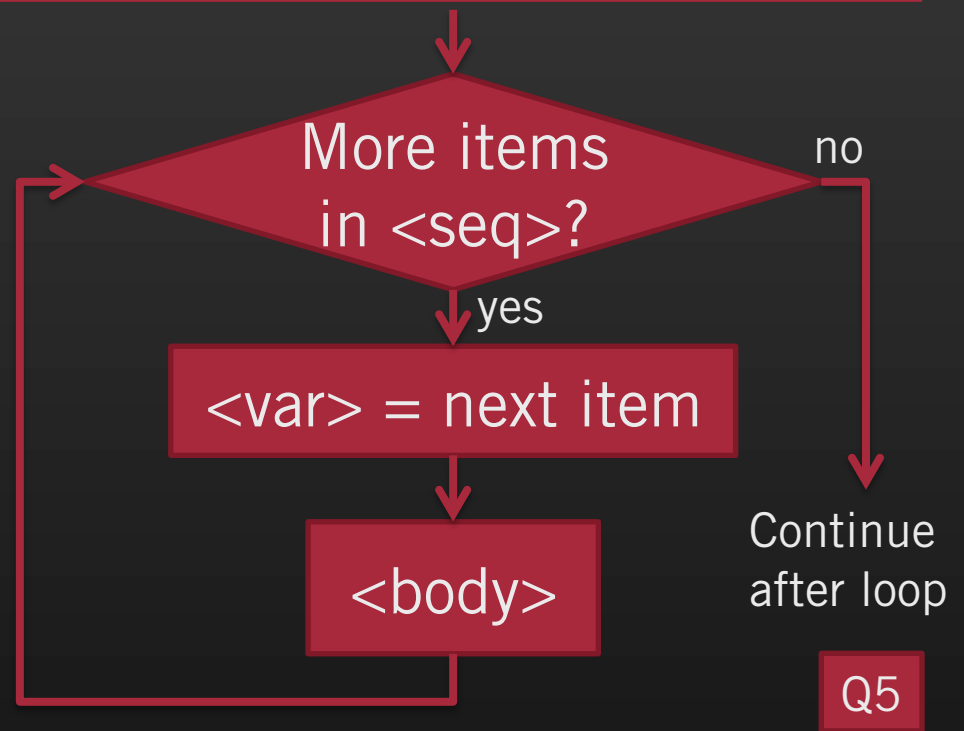 More items
in <seq>?
no
yes
<var> = next item
<body>
Continue
after loop
Q5